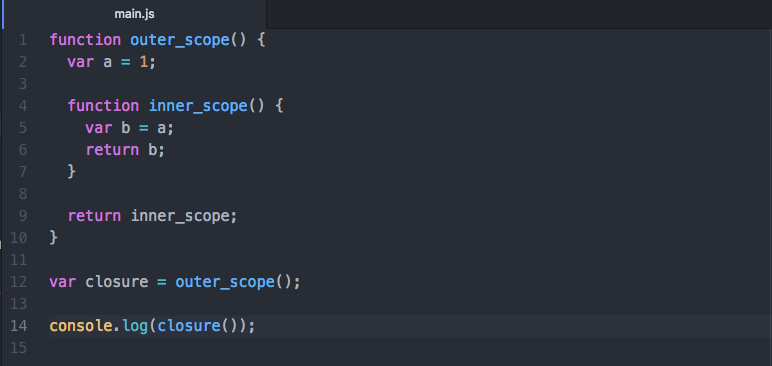 main.js
1 function outer_scope() {
2   var a = 1;
3
4   function inner_scope() {
5     var b = a;
6     return b;
7   }
8
9   return inner_scope;
10 }
11
12 var closure = outer_scope();
13
14 console.log(closure());
15